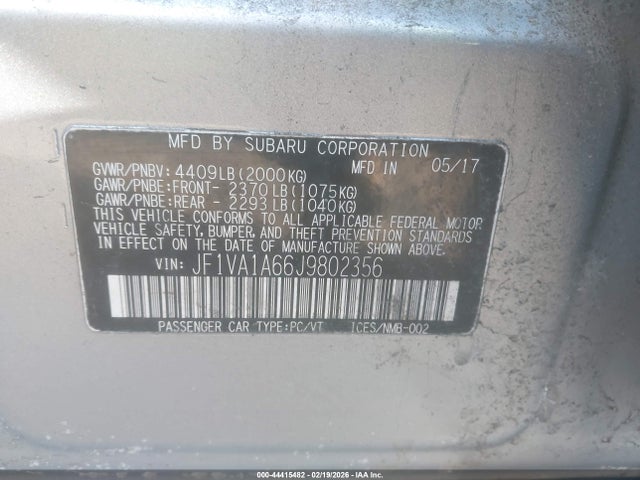 MFD BY SUBARU CORPORATION
GVWR/PNBV: 4409LB(2000KG) MFD IN 05/17
GAWR/PNBE:FRONT- 2370LB(1075KG)
GAWR/PNBE:REAR - 2293LB(1040KG)
THIS VEHICLE CONFORMS TO ALL APPLICABLE FEDERAL MOTOR
VEHICLE SAFETY, BUMPER, AND THEFT PREVENTION STANDARDS
IN EFFECT ON THE DATE OF MANUFACTURE SHOWN ABOVE.
VIN: JF1VA1A66J9802356
PASSENGER CAR TYPE:PC/VT ICES/NMB-002
000-44415482 - 02/19/2026 - COPYRIGHT © IAA